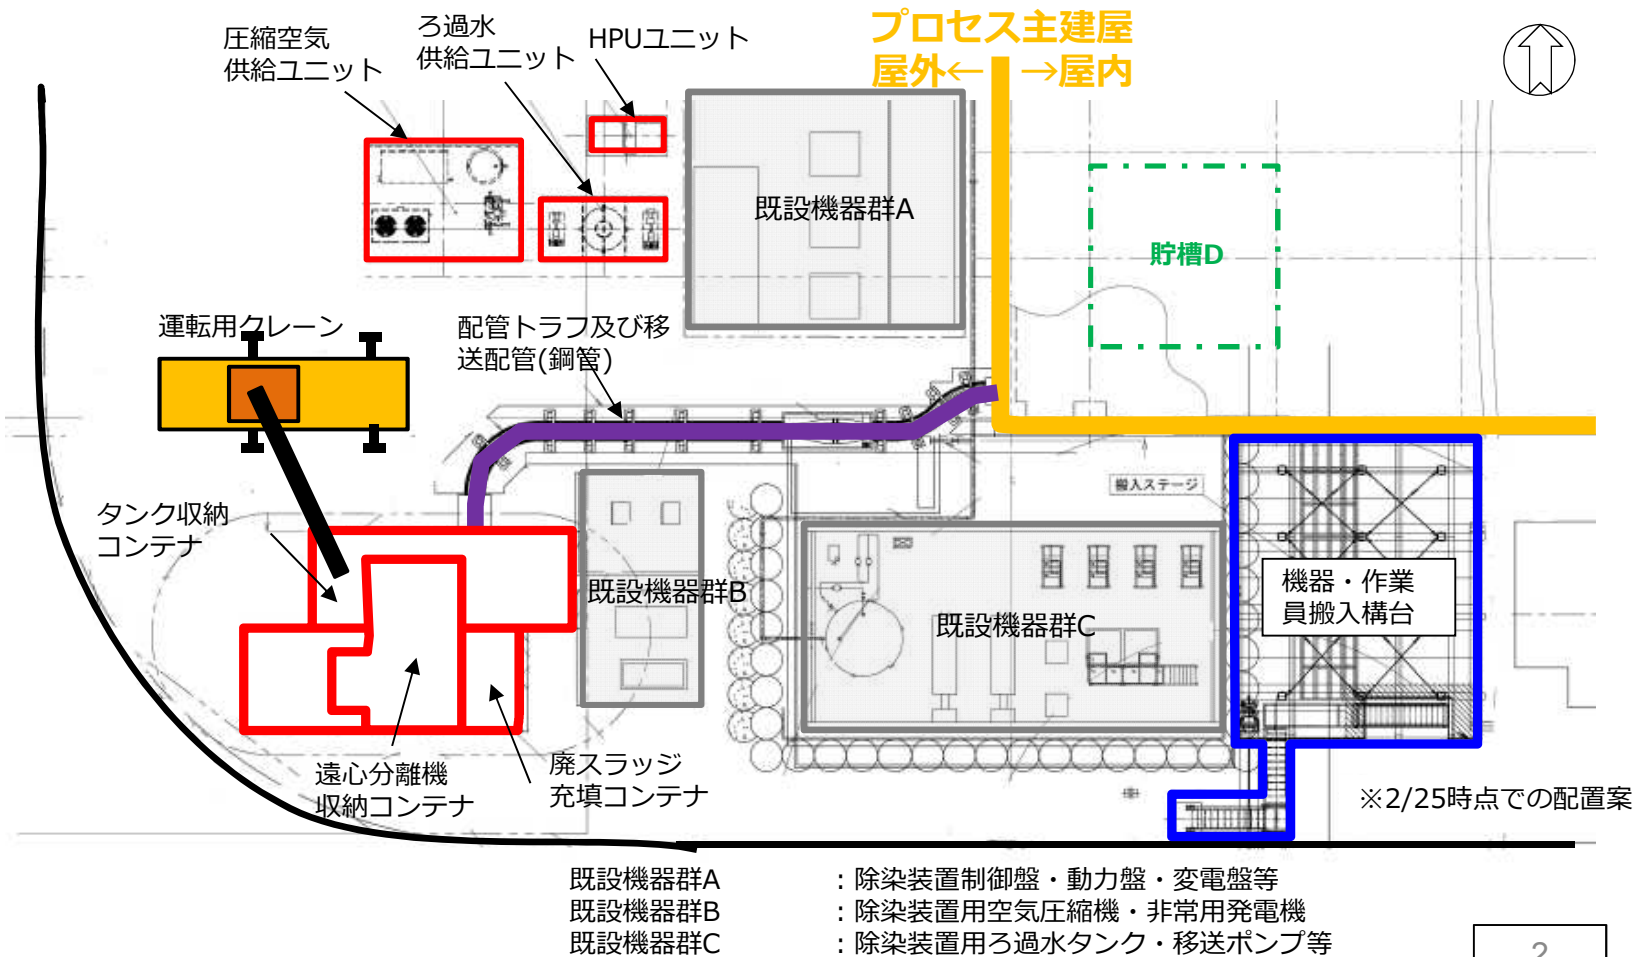 プロセス主建屋
屋外← →屋内
圧縮空気
供給ユニット
ろ過水
供給ユニット
HPUユニット
既設機器群A
貯槽D
運転用クレーン
配管トラフ及び移
送配管(鋼管)
搬入ステージ
タンク収納
コンテナ
既設機器群B
既設機器群C
機器・作業
員搬入構台
遠心分離機
収納コンテナ
廃スラッジ
充填コンテナ
※2/25時点での配置案
既設機器群A :除染装置制御盤・動力盤・変電盤等
既設機器群B :除染装置用空気圧縮機・非常用発電機
既設機器群C :除染装置用ろ過水タンク・移送ポンプ等
2